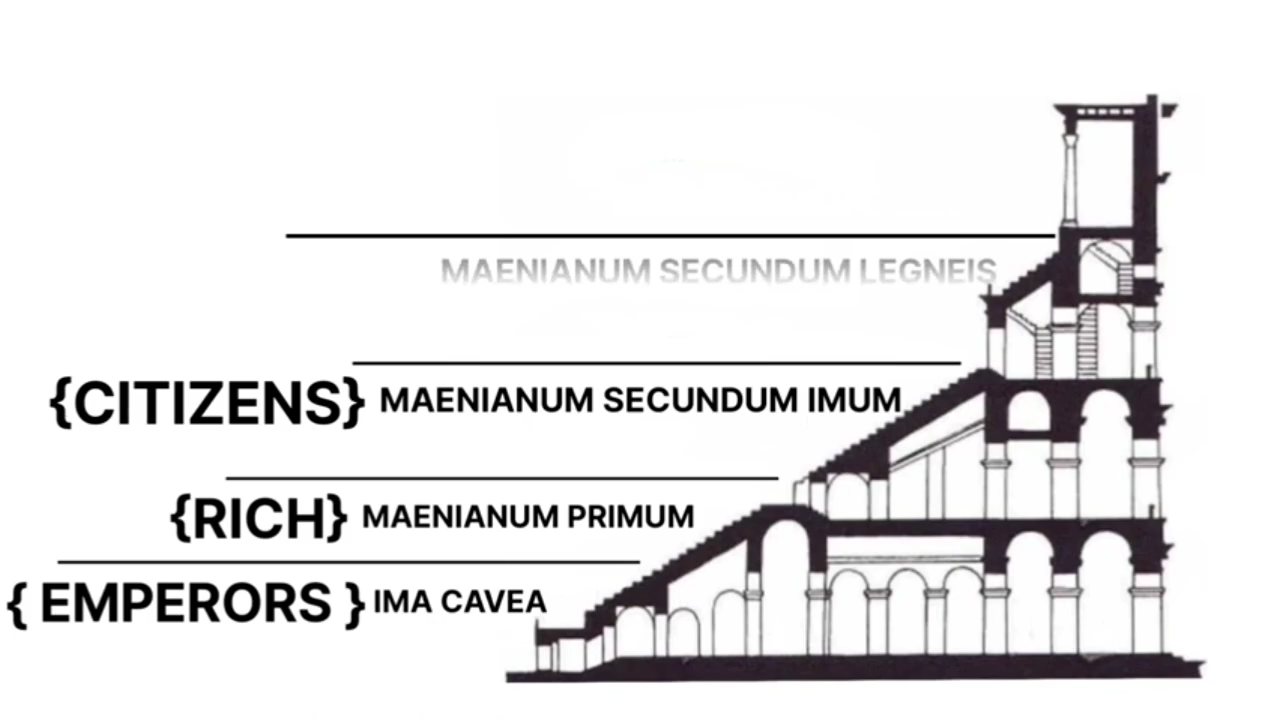 MAENIANUM SECUNDUM LEGNEIS
{CITIZENS} MAENIANUM SECUNDUM IMUM
{RICH} MAENIANUM PRIMUM
{ EMPERORS } IMA CAVEA